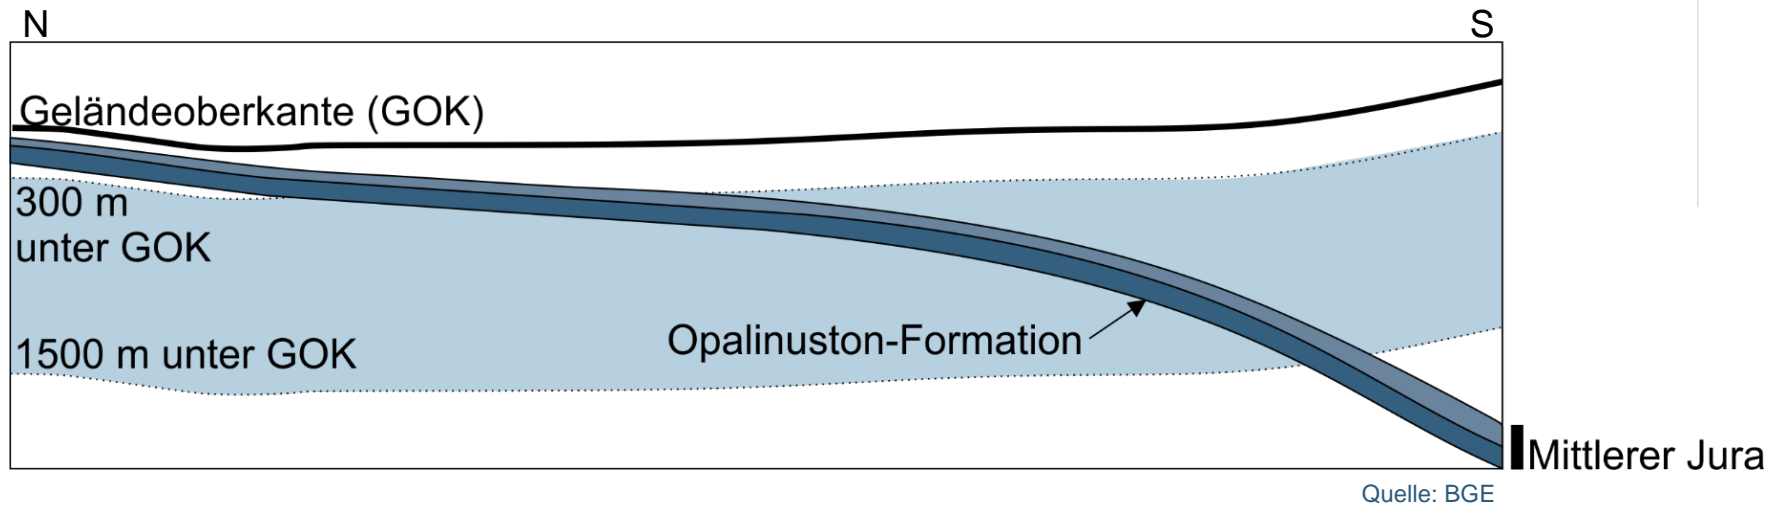 N
S
Geländeoberkante (GOK)
300 m
unter GOK
1500 m unter GOK
Opalinuston-Formation
Mittlerer Jura
Quelle: BGE